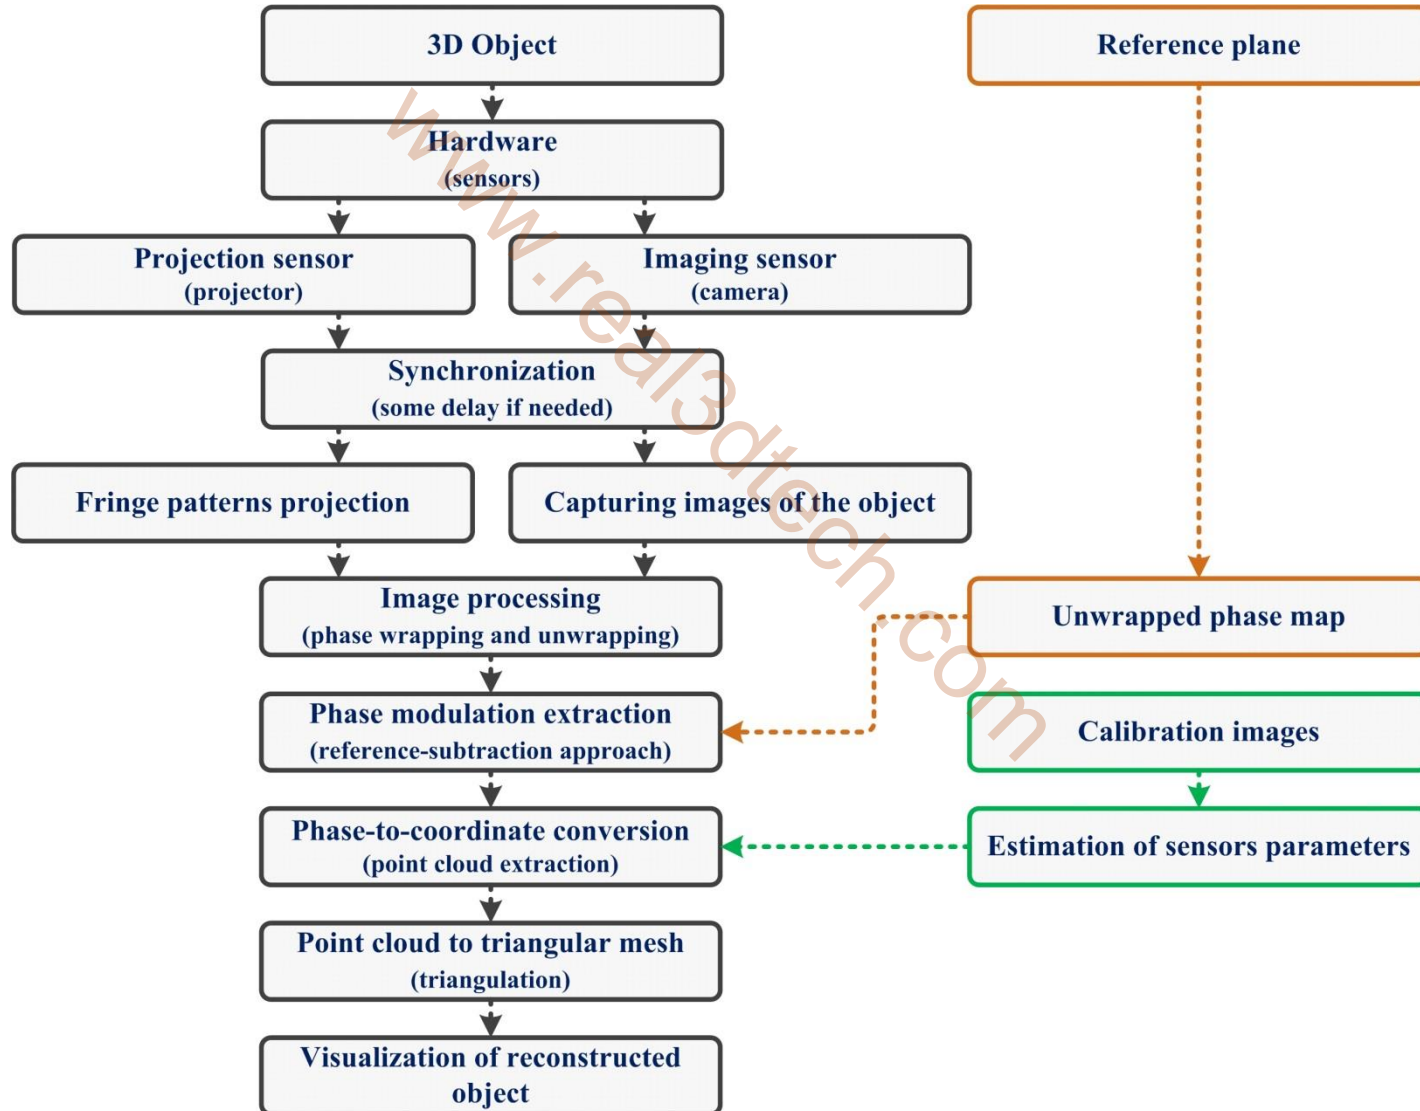 3D Object
Reference plane
Hardware
(sensors)
Projection sensor
(projector)
Imaging sensor
(camera)
Synchronization
(some delay if needed)
Fringe patterns projection
Capturing images of the object
Image processing
(phase wrapping and unwrapping)
Unwrapped phase map
Phase modulation extraction
(reference-subtraction approach)
Calibration images
Phase-to-coordinate conversion
(point cloud extraction)
Estimation of sensors parameters
Point cloud to triangular mesh
(triangulation)
Visualization of reconstructed
object
www.real3dtech.com